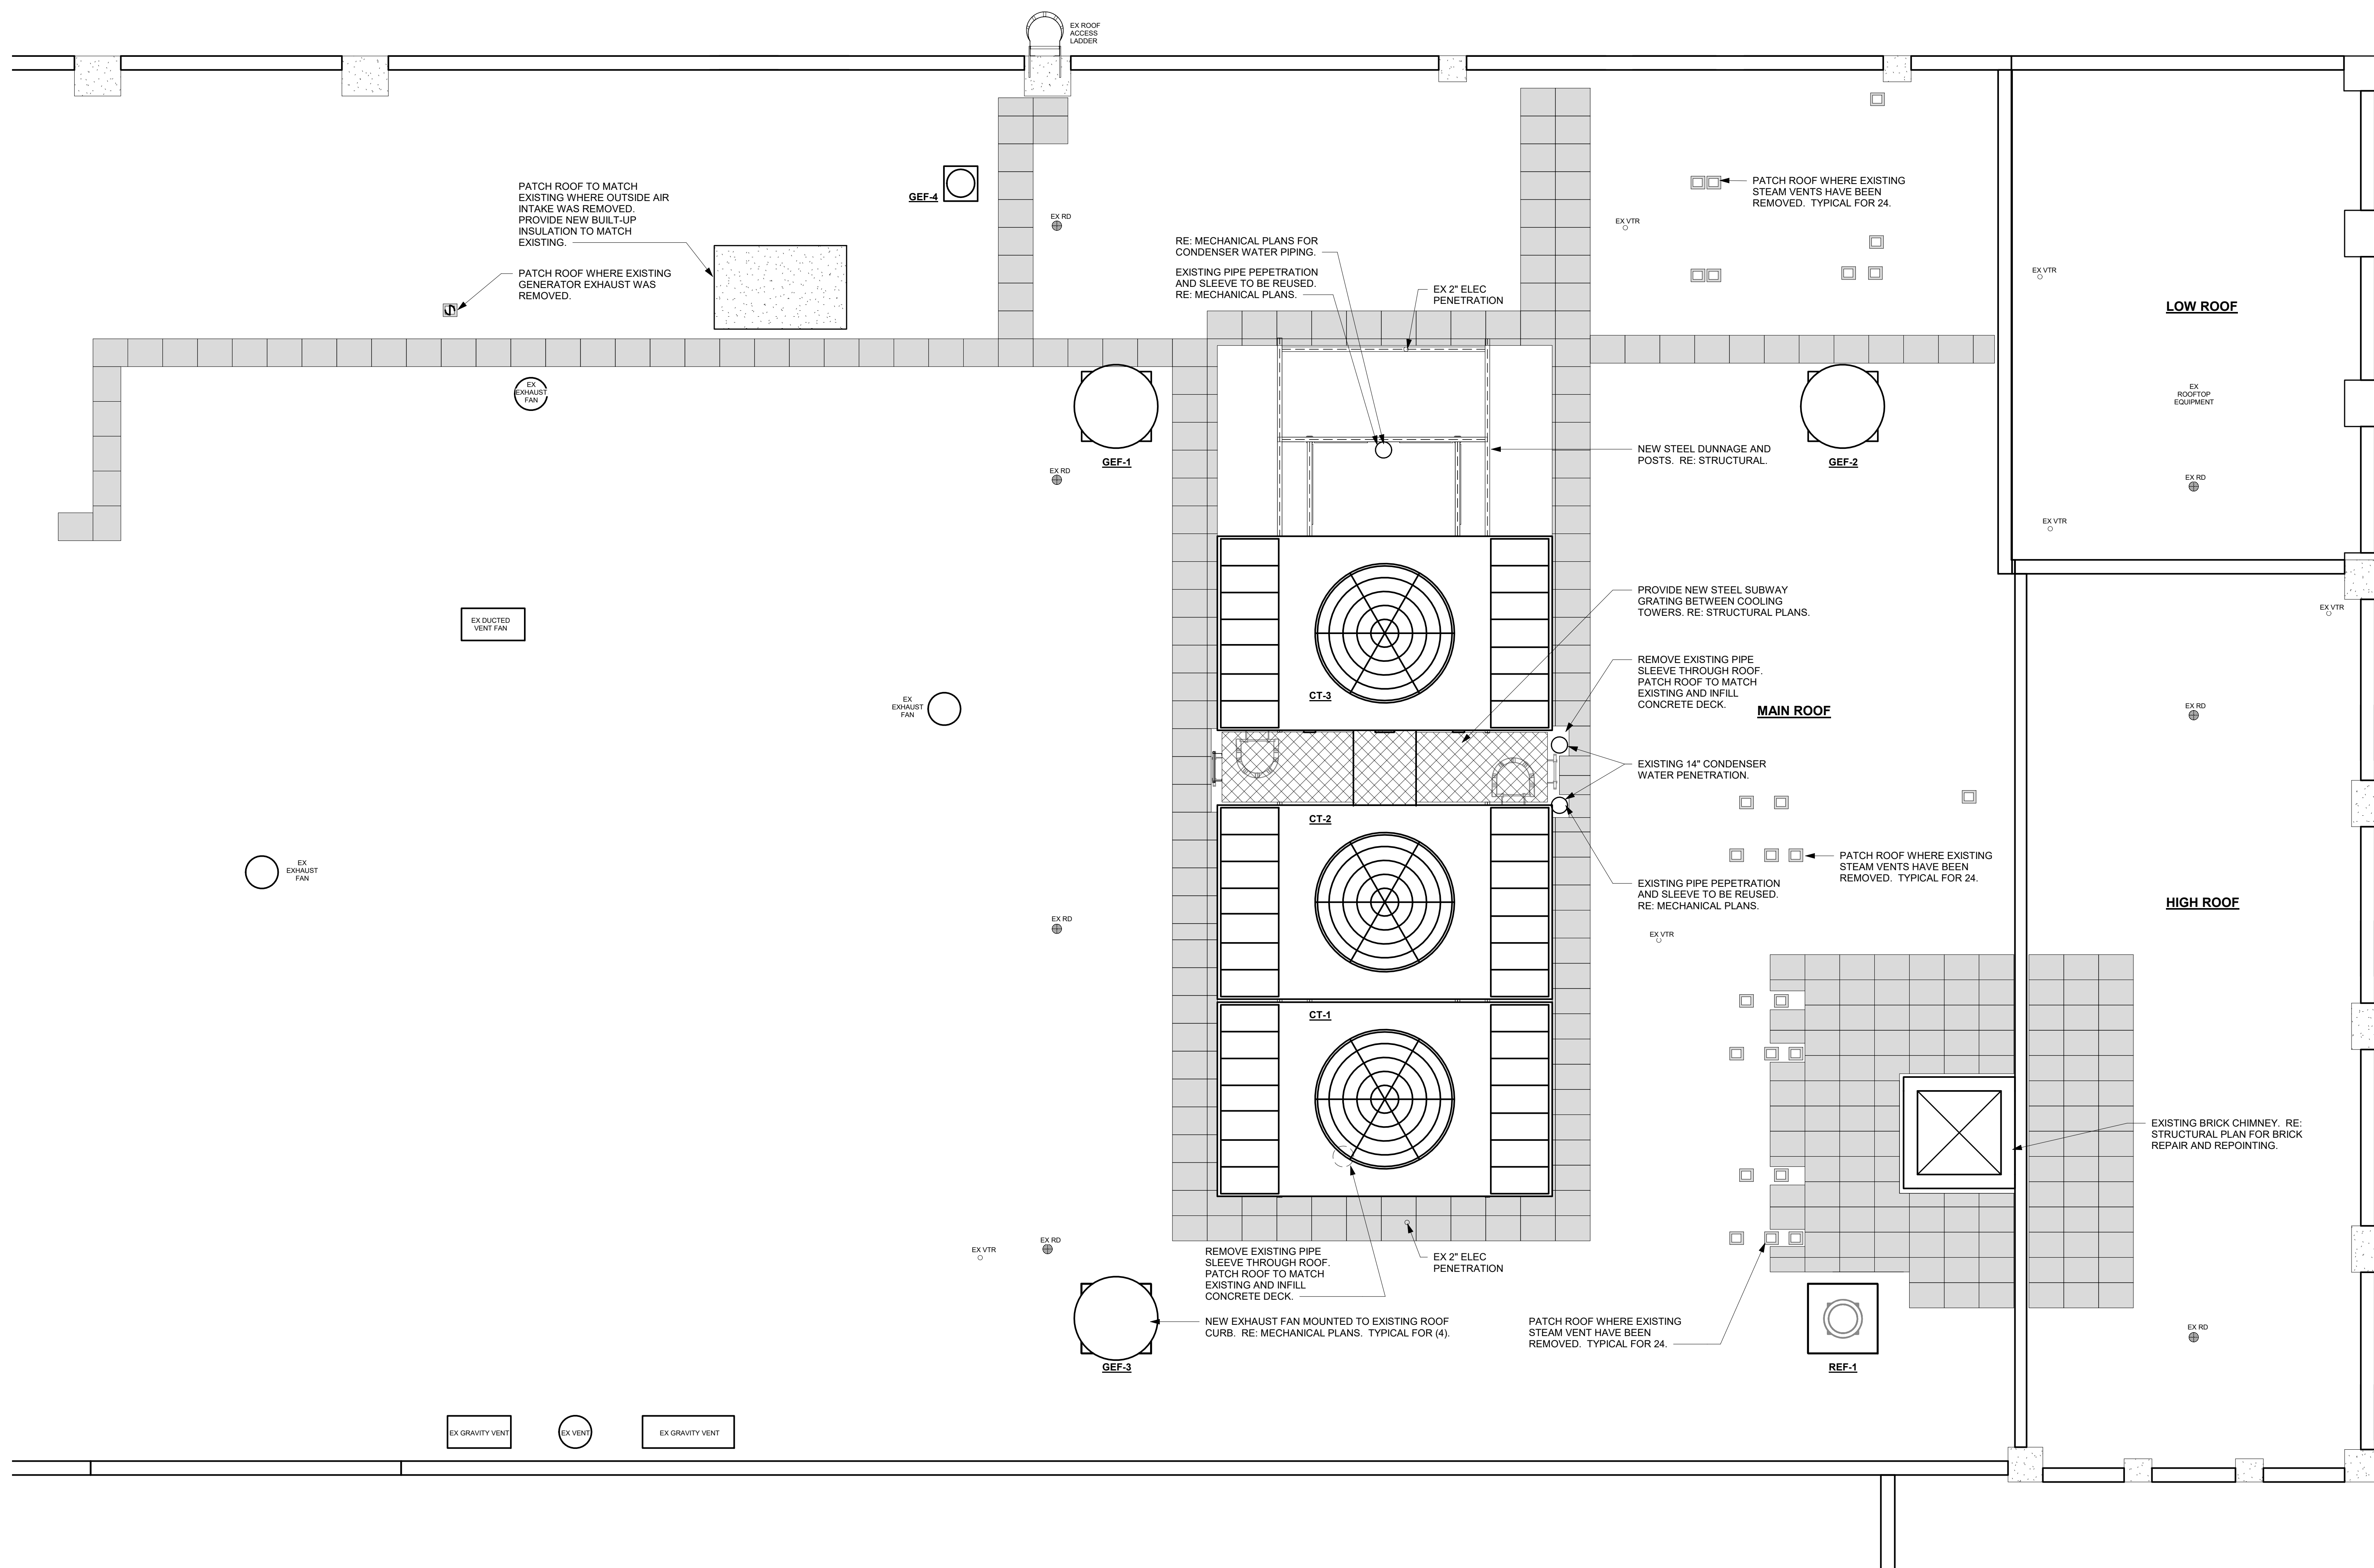 EX ROOF
ACCESS
LADDER
PATCH ROOF TO MATCH
EXISTING WHERE OUTSIDE AIR
INTAKE WAS REMOVED.
PROVIDE NEW BUILT-UP
INSULATION TO MATCH
EXISTING.
PATCH ROOF WHERE EXISTING
GENERATOR EXHAUST WAS
REMOVED.
GEF-4
EX RD
RE: MECHANICAL PLANS FOR
CONDENSER WATER PIPING.
EXISTING PIPE PEPETRATION
AND SLEEVE TO BE REUSED.
RE: MECHANICAL PLANS.
EX 2" ELEC
PENETRATION
EX VTR
PATCH ROOF WHERE EXISTING
STEAM VENTS HAVE BEEN
REMOVED. TYPICAL FOR 24.
EX VTR
LOW ROOF
EX
ROOFTOP
EQUIPMENT
EX RD
EX VTR
EX
EXHAUST
FAN
GEF-1
EX RD
NEW STEEL DUNNAGE AND
POSTS. RE: STRUCTURAL.
GEF-2
EX DUCTED
VENT FAN
EX
EXHAUST
FAN
EX
EXHAUST
FAN
EX RD
CT-3
CT-2
CT-1
PROVIDE NEW STEEL SUBWAY
GRATING BETWEEN COOLING
TOWERS. RE: STRUCTURAL PLANS.
REMOVE EXISTING PIPE
SLEEVE THROUGH ROOF.
PATCH ROOF TO MATCH
EXISTING AND INFILL
CONCRETE DECK.
MAIN ROOF
EXISTING 14" CONDENSER
WATER PENETRATION.
PATCH ROOF WHERE EXISTING
STEAM VENTS HAVE BEEN
REMOVED. TYPICAL FOR 24.
EXISTING PIPE PEPETRATION
AND SLEEVE TO BE REUSED.
RE: MECHANICAL PLANS.
EX VTR
EX VTR
EX RD
HIGH ROOF
EXISTING BRICK CHIMNEY. RE:
STRUCTURAL PLAN FOR BRICK
REPAIR AND REPOINTING.
EX RD
EX VTR
EX RD
REMOVE EXISTING PIPE
SLEEVE THROUGH ROOF.
PATCH ROOF TO MATCH
EXISTING AND INFILL
CONCRETE DECK.
EX 2" ELEC
PENETRATION
NEW EXHAUST FAN MOUNTED TO EXISTING ROOF
CURB. RE: MECHANICAL PLANS. TYPICAL FOR (4).
GEF-3
PATCH ROOF WHERE EXISTING
STEAM VENT HAVE BEEN
REMOVED. TYPICAL FOR 24.
REF-1
EX GRAVITY VENT
EX VENT
EX GRAVITY VENT